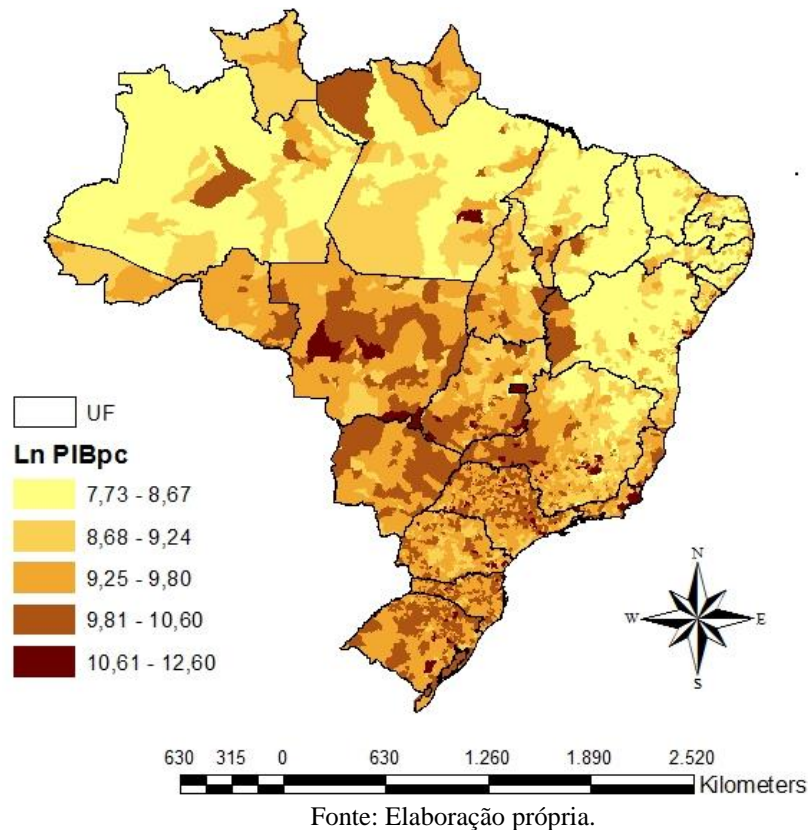 UF
Ln PIBpc
7,73 - 8,67
8,68 - 9,24
9,25 - 9,80
9,81 - 10,60
10,61 - 12,60
N
W E
S
630 315 0 630 1.260 1.890 2.520
Kilometers
Fonte: Elaboração própria.